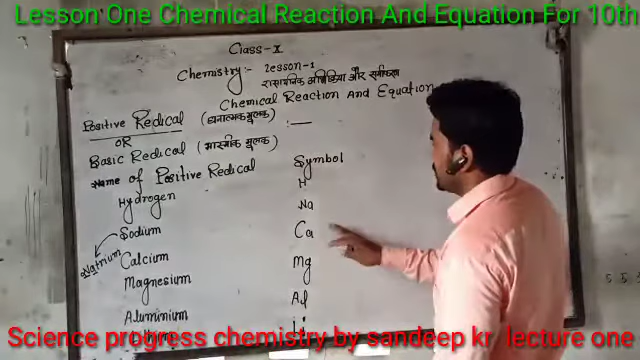 Lesson One Chemical Reaction And Equation For 10th
Class-X
Chemistry:- Lesson-1
रासायनिक अभिक्रिया और समीकरण
Chemical Reaction And Equation
Positive Redical (धनात्मक मूलक) :—
OR
Basic Redical (भास्मीक मूलक)
Name of Positive Redical Symbol
Hydrogen H
Sodium Na
Natrium
Calcium Ca
Magnesium Mg
Aluminium Al
Li
Science progress chemistry by sandeep kr, lecture one